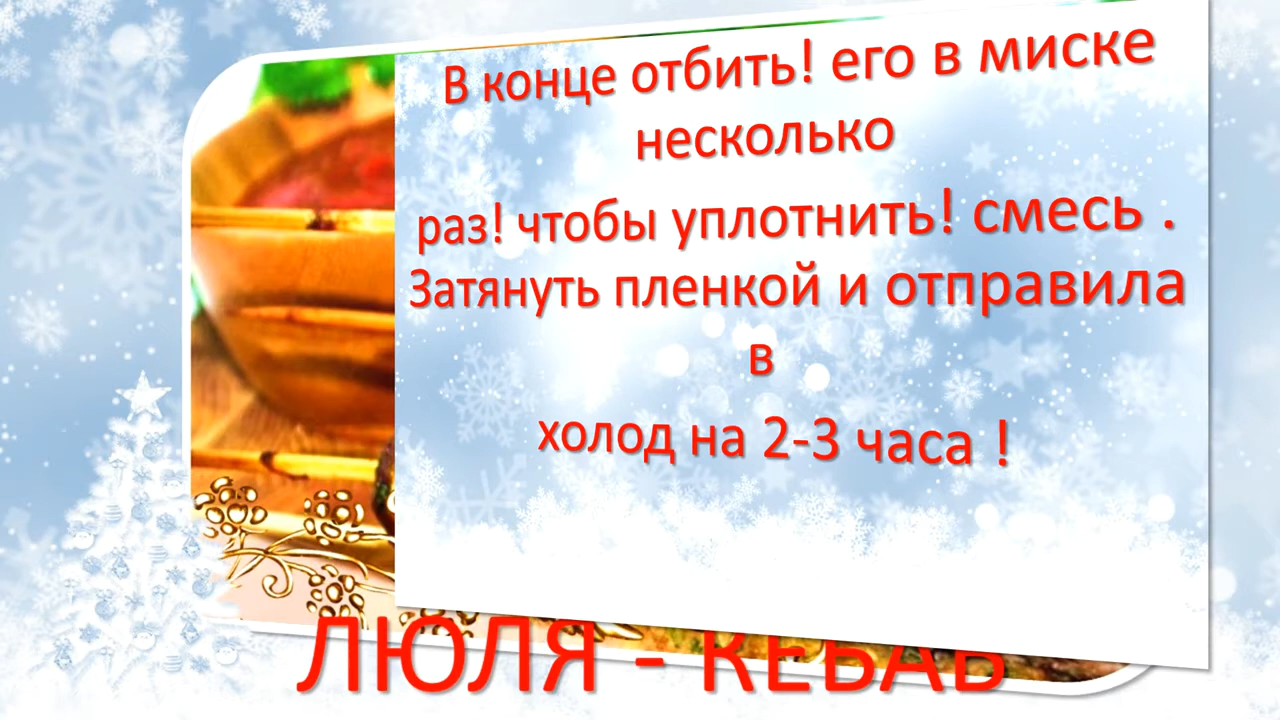 В конце отбить! его в миске
несколько
раз! чтобы уплотнить! смесь .
Затянуть пленкой и отправила
в
холод на 2-3 часа !
ЛЮЛЯ - КЕБАБ